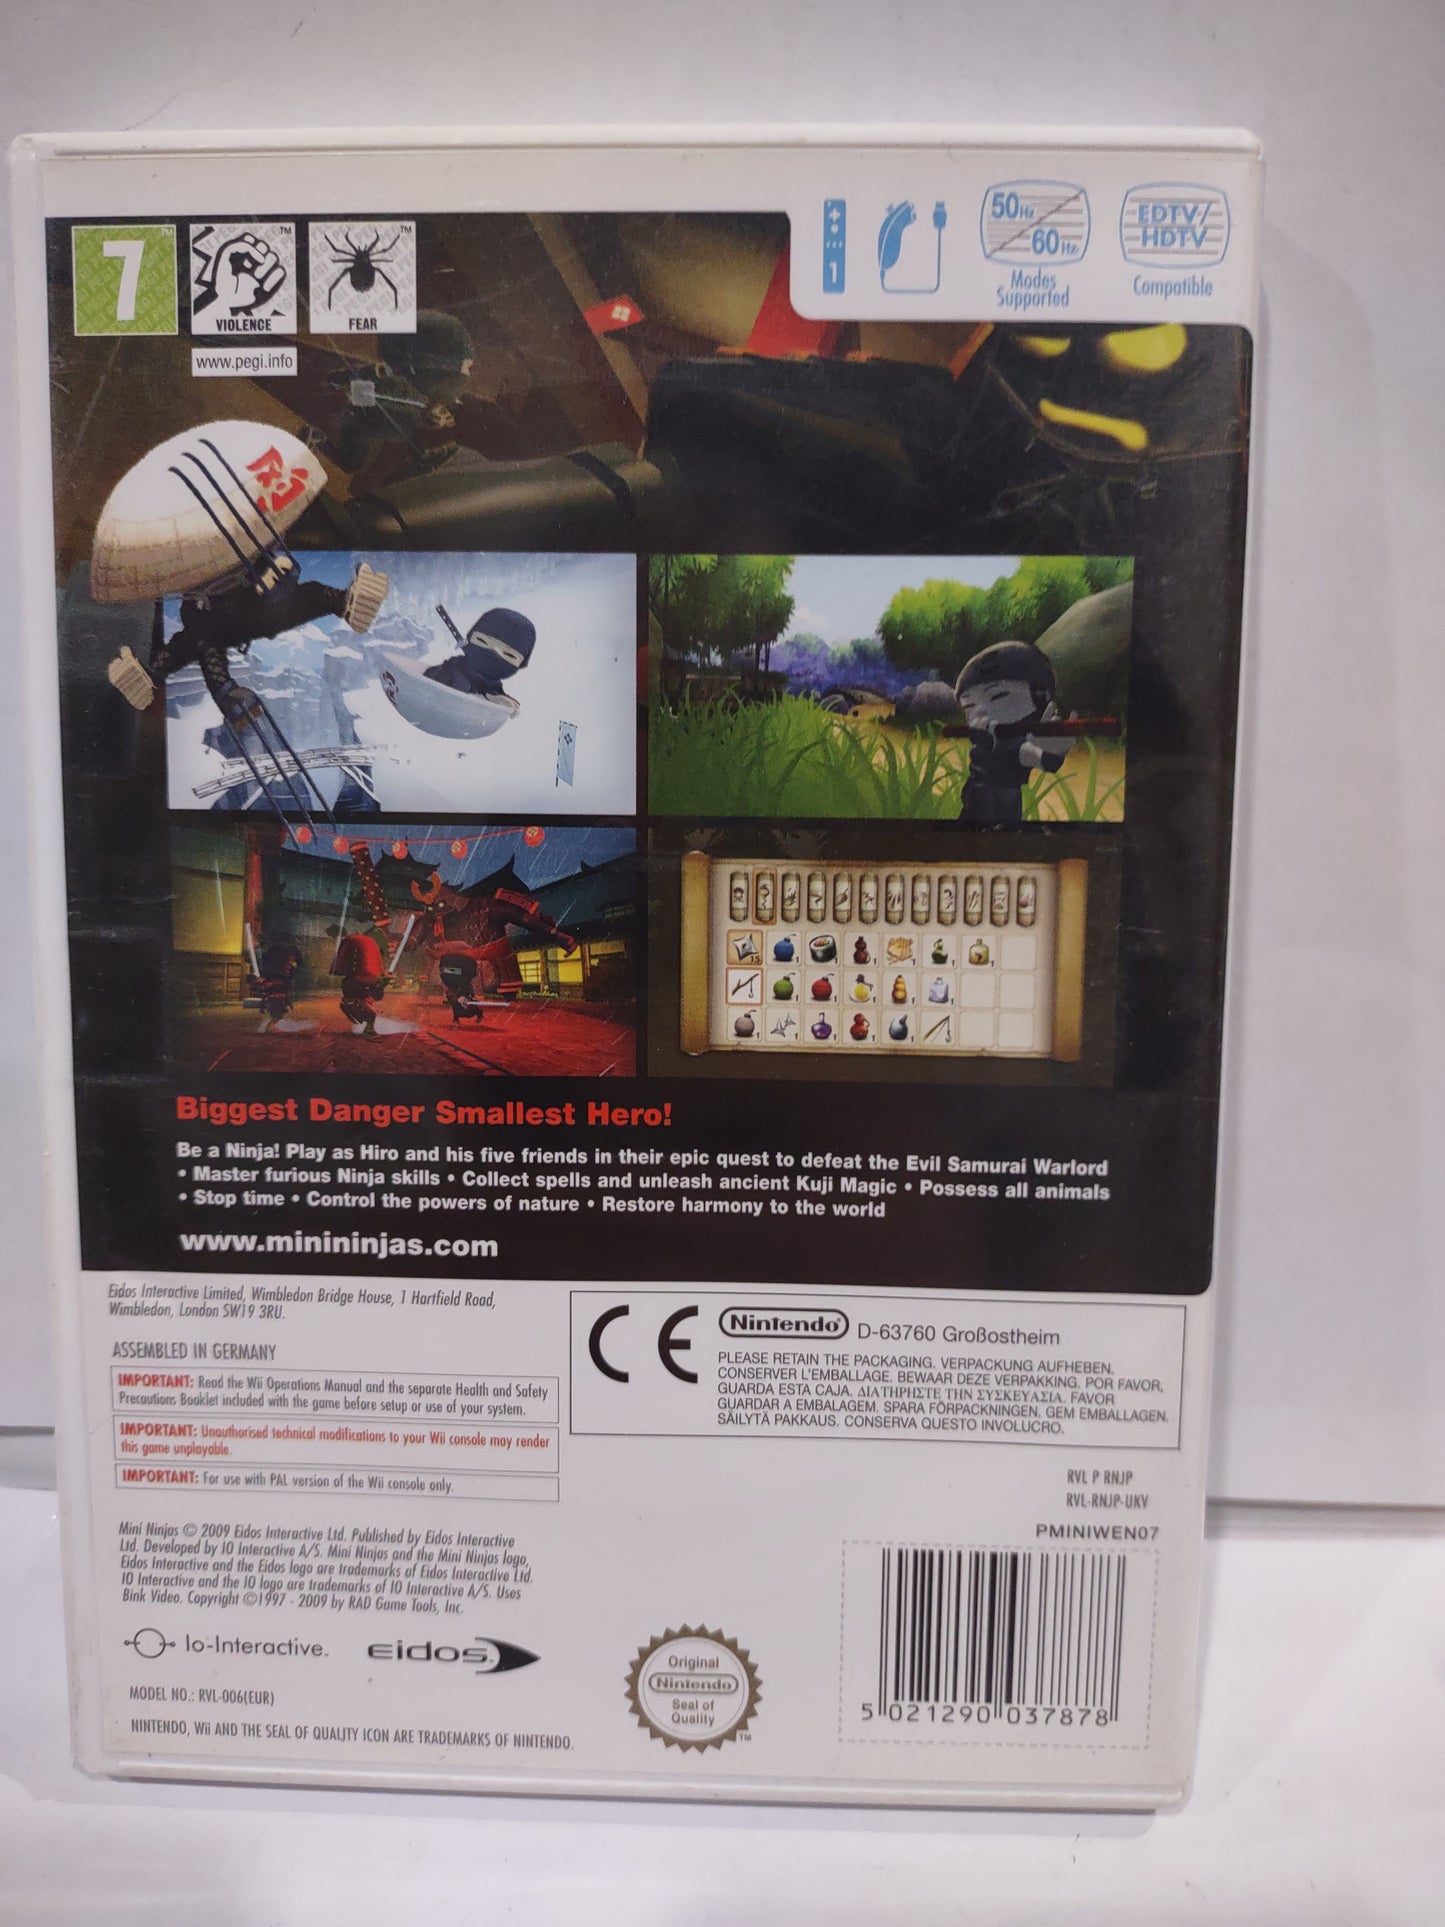 7
VIOLENCE
FEAR
www.pegi.info
1
50Hz
60Hz
Modes
Supported
EDTV/
HDTV
Compatible
忍
Biggest Danger Smallest Hero!
Be a Ninja! Play as Hiro and his five friends in their epic quest to defeat the Evil Samurai Warlord
• Master furious Ninja skills • Collect spells and unleash ancient Kuji Magic • Possess all animals
• Stop time • Control the powers of nature • Restore harmony to the world
www.minininjas.com
Eidos Interactive Limited, Wimbledon Bridge House, 1 Hartfield Road,
Wimbledon, London SW19 3RU.
ASSEMBLED IN GERMANY
IMPORTANT: Read the Wii Operations Manual and the separate Health and Safety
Precautions Booklet included with the game before setup or use of your system.
IMPORTANT: Unauthorised technical modifications to your Wii console may render
this game unplayable.
IMPORTANT: For use with PAL version of the Wii console only.
CE
Nintendo® D-63760 Großostheim
PLEASE RETAIN THE PACKAGING. VERPACKUNG AUFHEBEN.
CONSERVER L'EMBALLAGE. BEWAAR DEZE VERPAKKING. POR FAVOR,
GUARDA ESTA CAJA. ΔΙΑΤΗΡΗΣΤΕ ΤΗΝ ΣΥΣΚΕΥΑΣΙΑ. FAVOR
GUARDAR A EMBALAGEM. SPARA FÖRPACKNINGEN. GEM EMBALLAGEN.
SÄILYTÄ PAKKAUS. CONSERVA QUESTO INVOLUCRO.
RVL P RNJP
RVL-RNJP-UKV
PMINIWEN07
Mini Ninjas © 2009 Eidos Interactive Ltd. Published by Eidos Interactive
Ltd. Developed by IO Interactive A/S. Mini Ninjas and the Mini Ninjas logo,
Eidos Interactive and the Eidos logo are trademarks of Eidos Interactive Ltd.
IO Interactive and the IO logo are trademarks of IO Interactive A/S. Uses
Bink Video. Copyright ©1997 - 2009 by RAD Game Tools, Inc.
Io-Interactive.
eidos.
Original
Nintendo
Seal of
Quality
TM
5 021290 037878
MODEL NO.: RVL-006(EUR)
NINTENDO, Wii AND THE SEAL OF QUALITY ICON ARE TRADEMARKS OF NINTENDO.